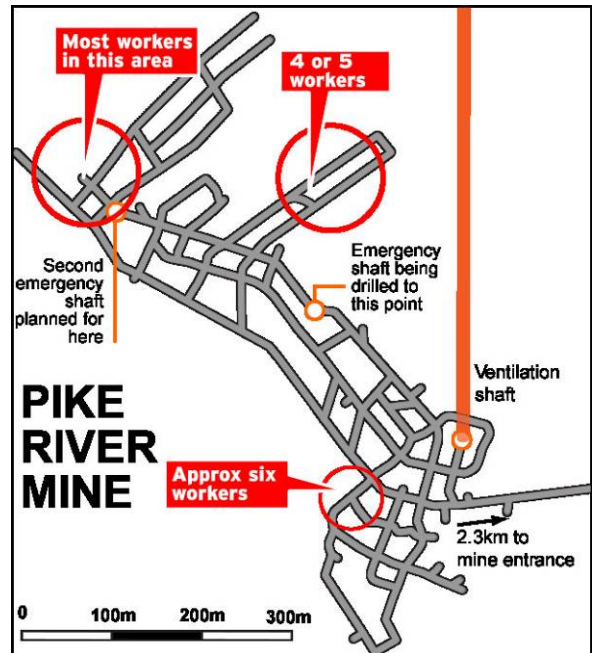 Most workers
in this area
4 or 5
workers
Second
emergency
shaft
planned for
here
Emergency
shaft being
drilled to
this point
Ventilation
shaft
PIKE
RIVER
MINE
Approx six
workers
2.3km to
mine entrance
0 100m 200m 300m